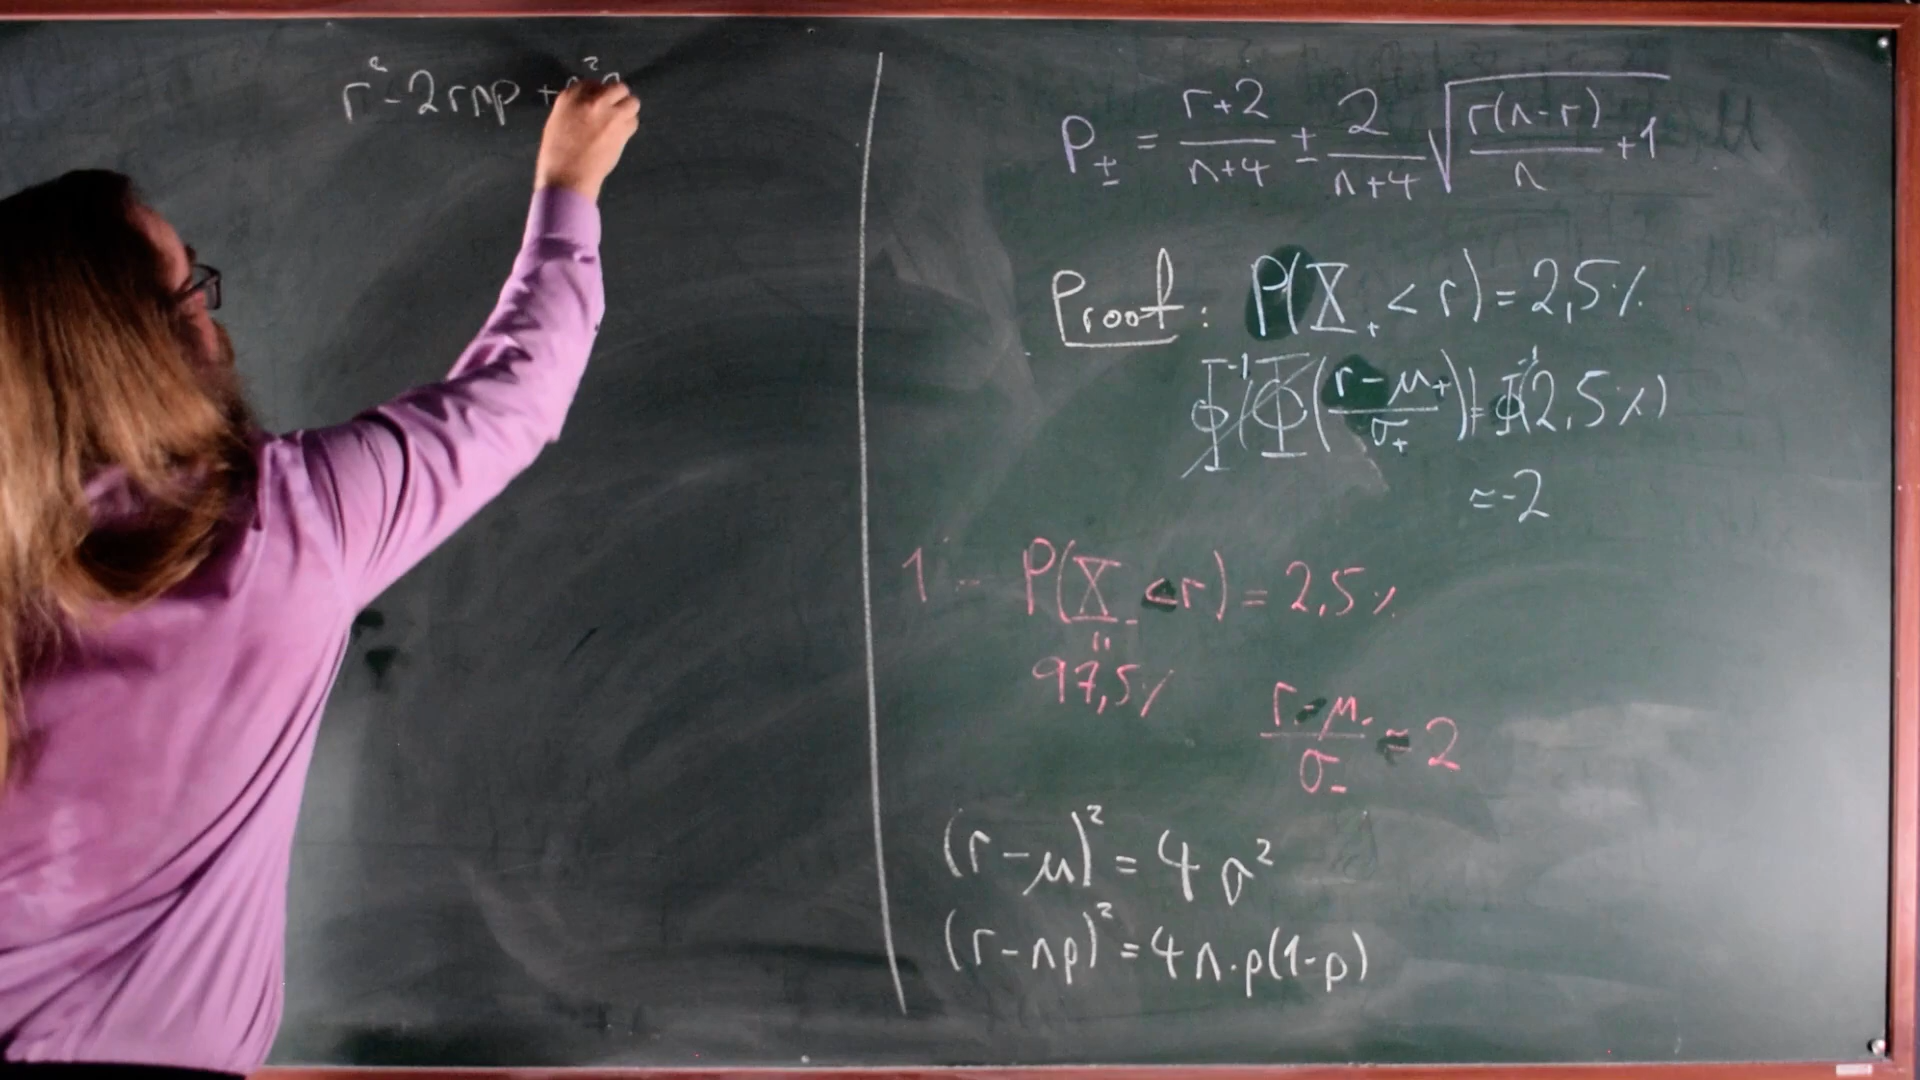 r² - 2rnp + n²
p± = (r+2)/(n+4) ± 2/(n+4) √(r(n-r)/n + 1)
Proof: P(X₊ < r) = 2,5%
Φ⁻¹(Φ((r-μ₊)/σ₊)) = Φ⁻¹(2,5%)
≈ -2
1 - P(X₋ < r) = 2,5%
"
97,5%
(r-μ₋)/σ₋ ≈ 2
(r-μ)² = 4σ²
(r-np)² = 4n·p(1-p)